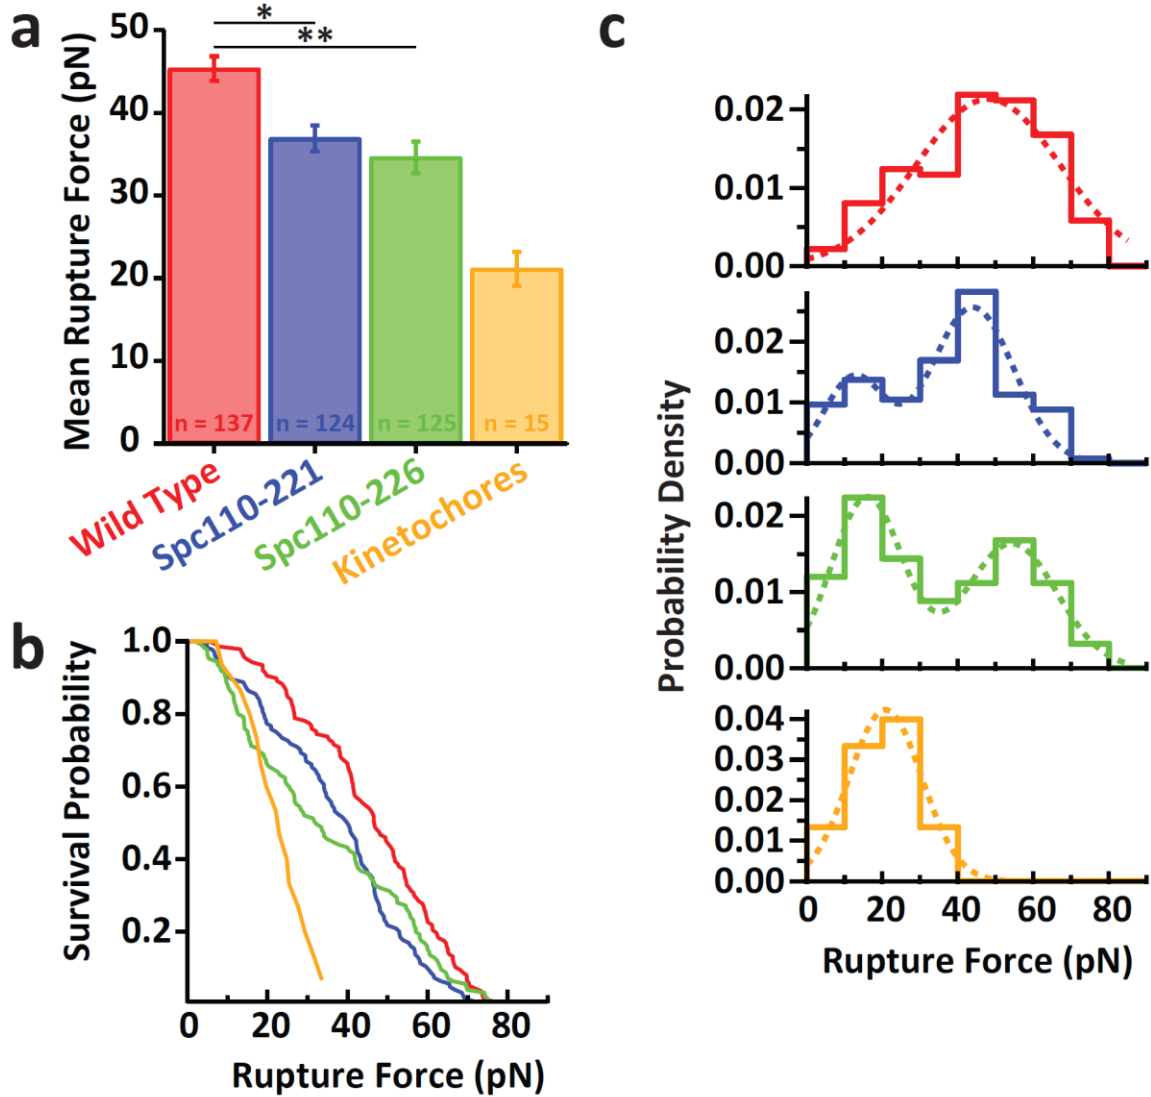 a
Mean Rupture Force (pN)
50
40
30
20
10
0
*
**
n = 137
n = 124
n = 125
n = 15
Wild Type
Spc110-221
Spc110-226
Kinetochores
b
Survival Probability
1.0
0.8
0.6
0.4
0.2
0 20 40 60 80
Rupture Force (pN)
c
Probability Density
0.02
0.01
0.00
0.02
0.01
0.00
0.02
0.01
0.00
0.04
0.03
0.02
0.01
0.00
0 20 40 60 80
Rupture Force (pN)